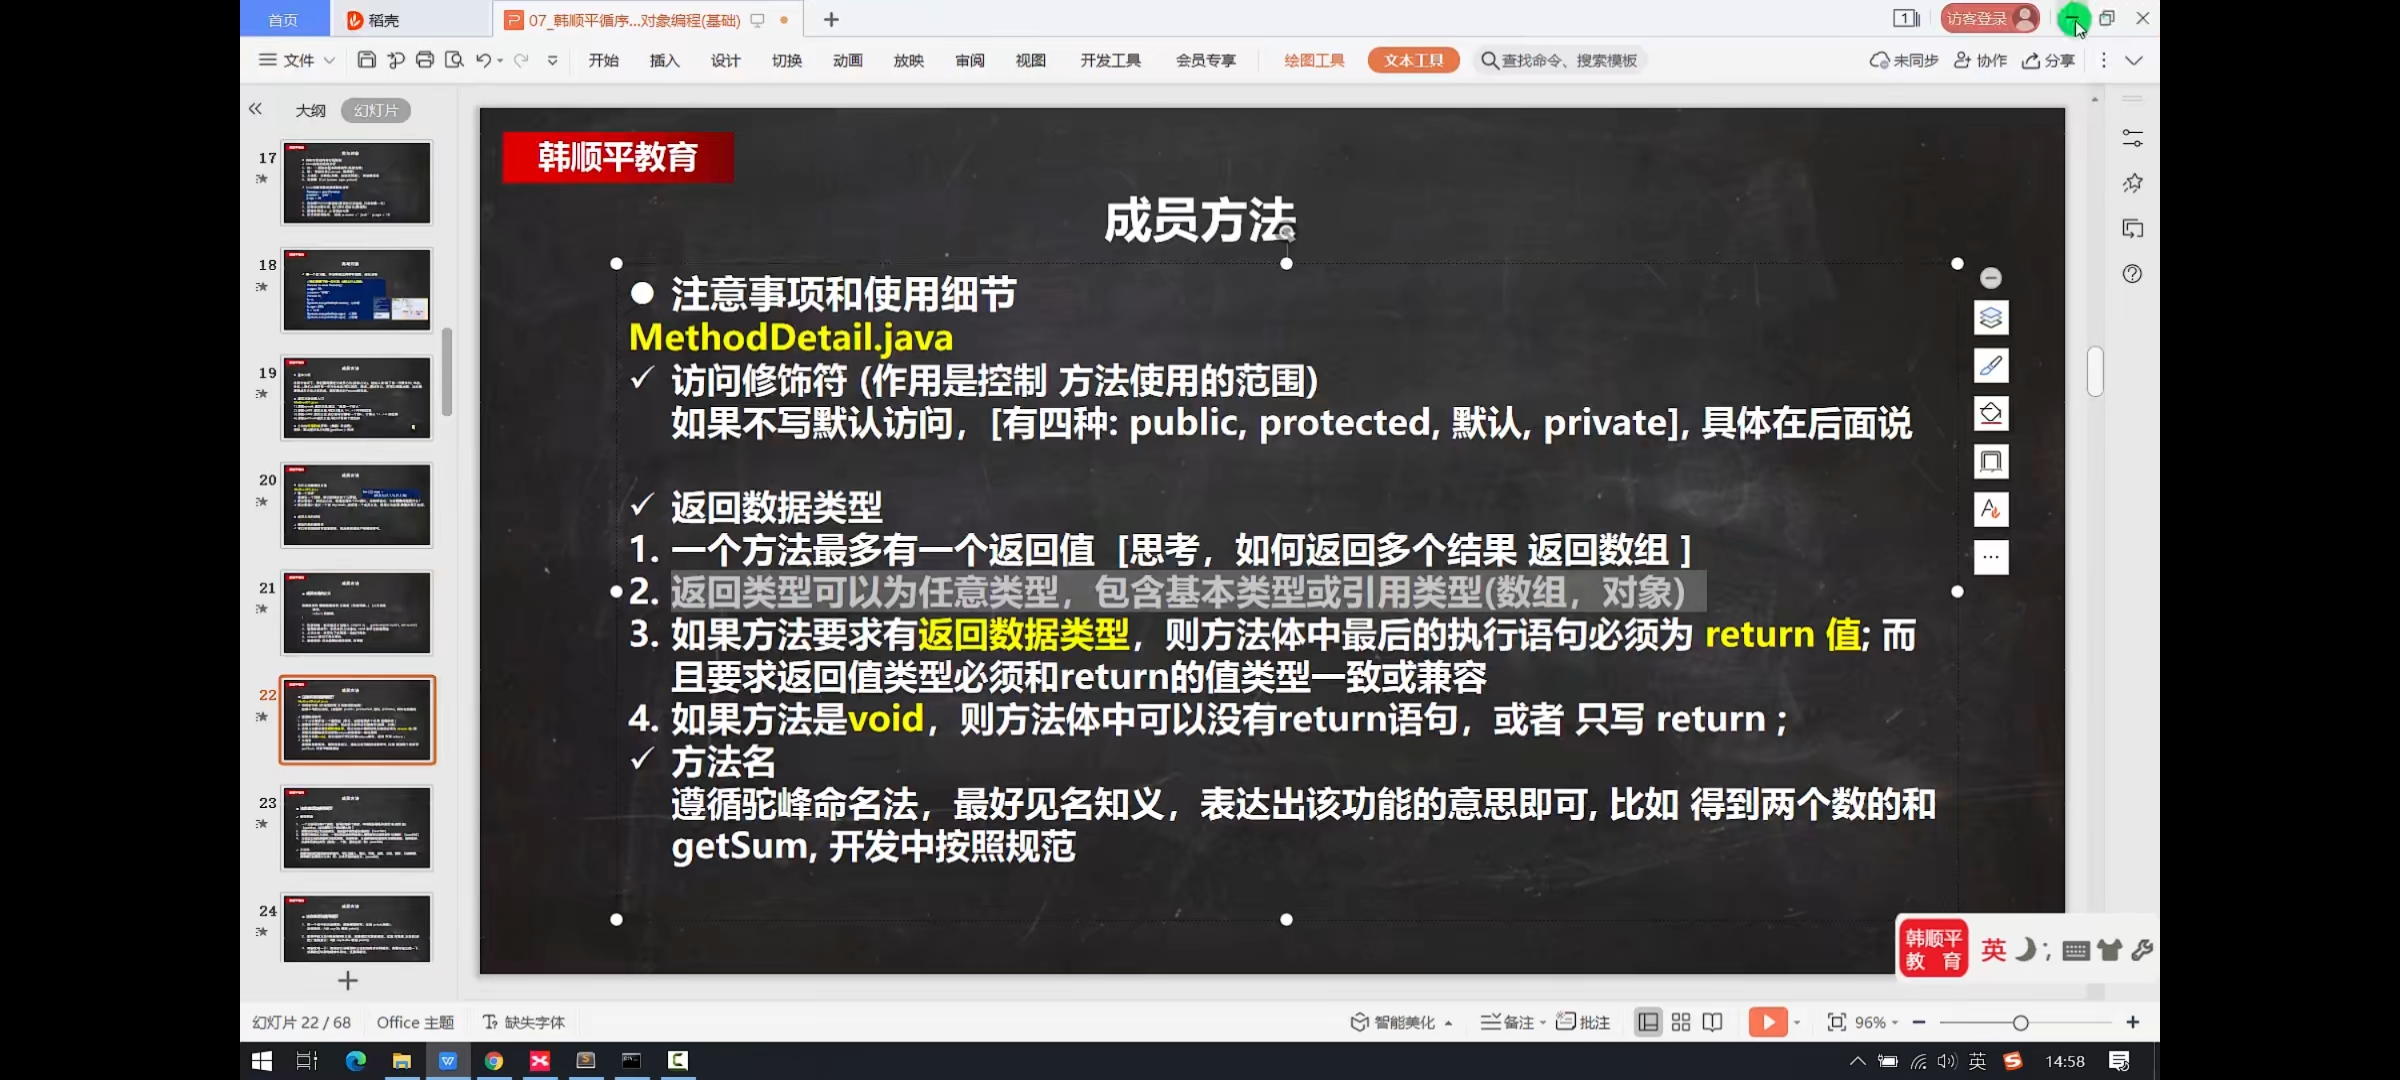 首页
稻壳
07_韩顺平循序...对象编程(基础)
访客登录
文件
开始
插入
设计
切换
动画
放映
审阅
视图
开发工具
会员专享
绘图工具
文本工具
查找命令、搜索模板
未同步
协作
分享
大纲
幻灯片
17
18
19
20
21
22
23
24
韩顺平教育
成员方法
● 注意事项和使用细节
MethodDetail.java
✓ 访问修饰符 (作用是控制 方法使用的范围)
如果不写默认访问，[有四种: public, protected, 默认, private], 具体在后面说
✓ 返回数据类型
1. 一个方法最多有一个返回值 [思考，如何返回多个结果 返回数组 ]
2. 返回类型可以为任意类型，包含基本类型或引用类型(数组，对象)
3. 如果方法要求有返回数据类型，则方法体中最后的执行语句必须为 return 值; 而
且要求返回值类型必须和return的值类型一致或兼容
4. 如果方法是void，则方法体中可以没有return语句，或者 只写 return ;
✓ 方法名
遵循驼峰命名法，最好见名知义，表达出该功能的意思即可, 比如 得到两个数的和
getSum, 开发中按照规范
韩顺平
教 育
英
幻灯片 22 / 68
Office 主题
缺失字体
智能美化
备注
批注
96%
英
14:58